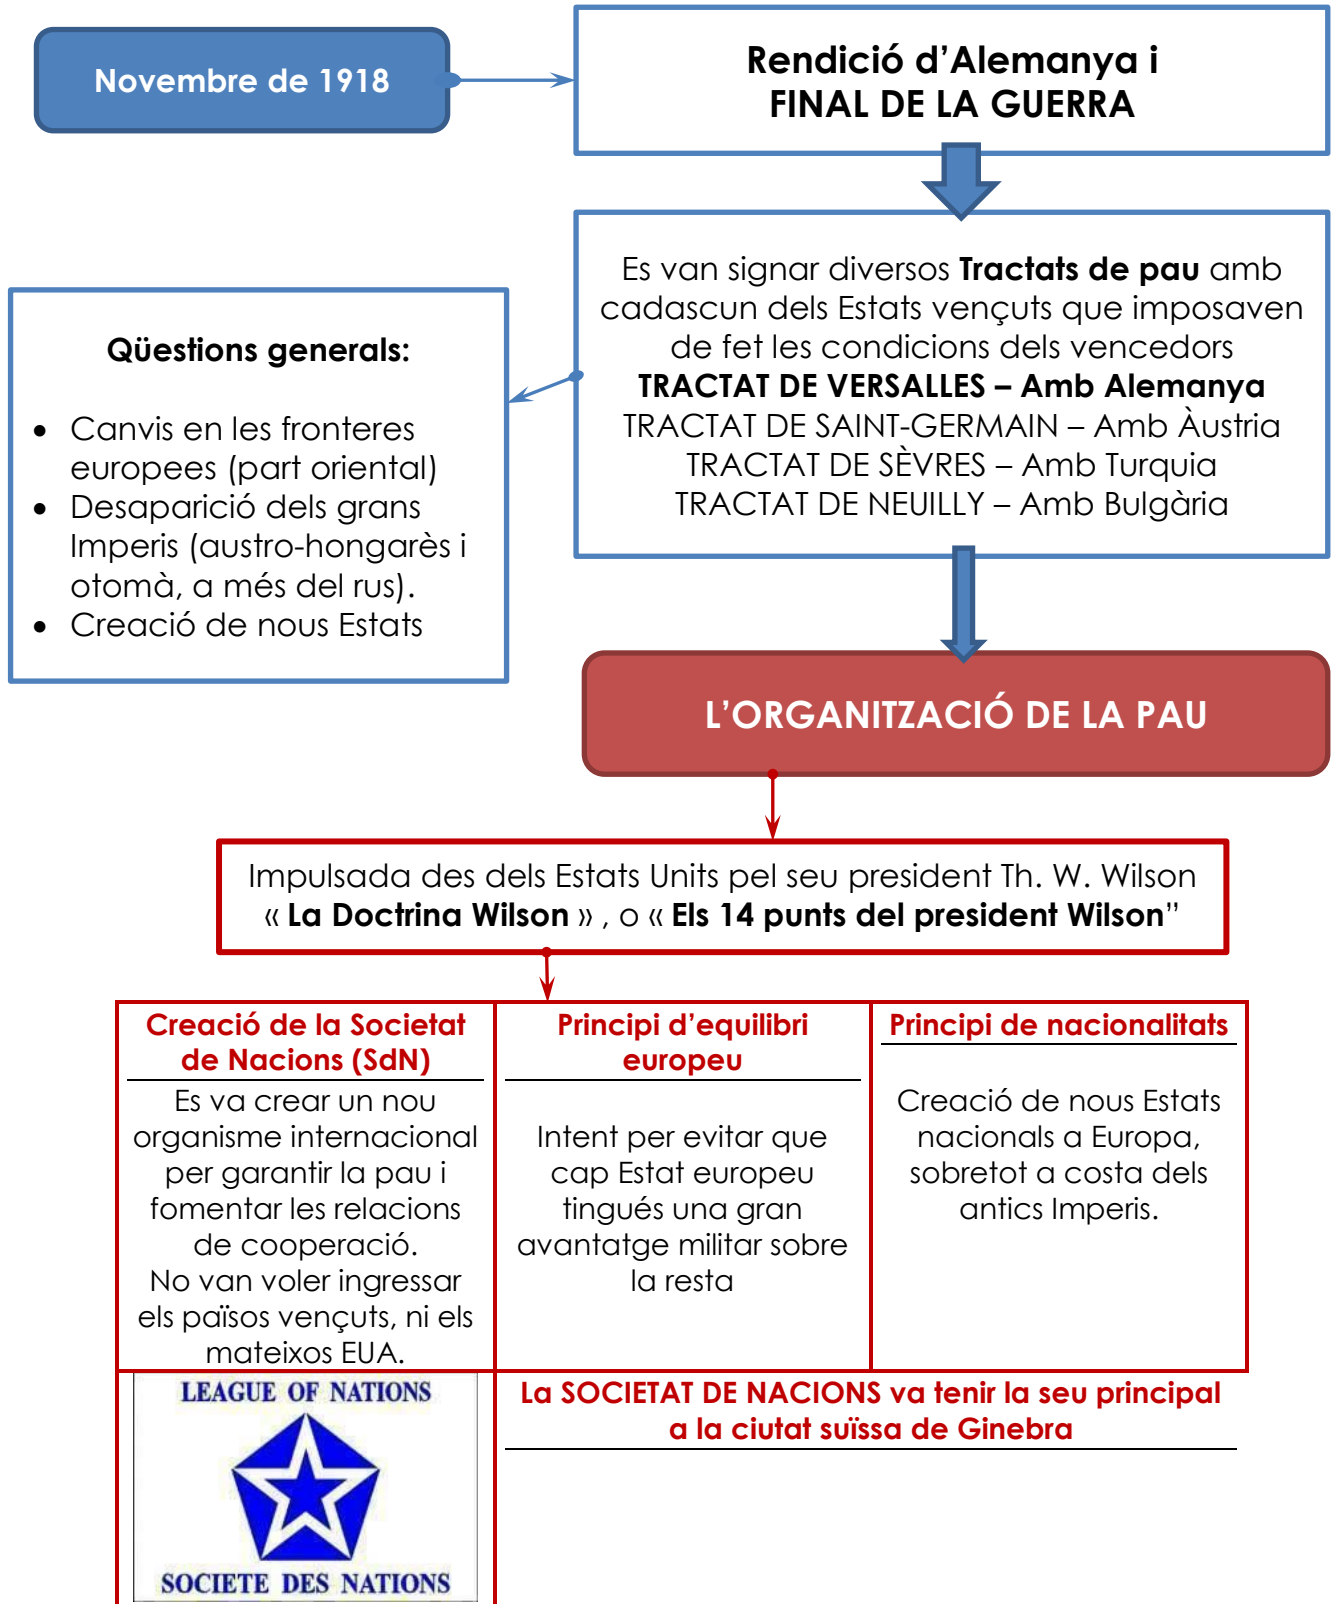 Novembre de 1918
Rendició d’Alemanya i
FINAL DE LA GUERRA
Es van signar diversos Tractats de pau amb
cadascun dels Estats vençuts que imposaven
de fet les condicions dels vencedors
TRACTAT DE VERSALLES – Amb Alemanya
TRACTAT DE SAINT-GERMAIN – Amb Àustria
TRACTAT DE SÈVRES – Amb Turquia
TRACTAT DE NEUILLY – Amb Bulgària
Qüestions generals:
• Canvis en les fronteres
europees (part oriental)
• Desaparició dels grans
Imperis (austro-hongarès i
otomà, a més del rus).
• Creació de nous Estats
L’ORGANITZACIÓ DE LA PAU
Impulsada des dels Estats Units pel seu president Th. W. Wilson
« La Doctrina Wilson » , o « Els 14 punts del president Wilson”
Creació de la Societat
de Nacions (SdN)
Es va crear un nou
organisme internacional
per garantir la pau i
fomentar les relacions
de cooperació.
No van voler ingressar
els països vençuts, ni els
mateixos EUA.
Principi d’equilibri
europeu
Intent per evitar que
cap Estat europeu
tingués una gran
avantatge militar sobre
la resta
Principi de nacionalitats
Creació de nous Estats
nacionals a Europa,
sobretot a costa dels
antics Imperis.
LEAGUE OF NATIONS
SOCIETE DES NATIONS
La SOCIETAT DE NACIONS va tenir la seu principal
a la ciutat suïssa de Ginebra